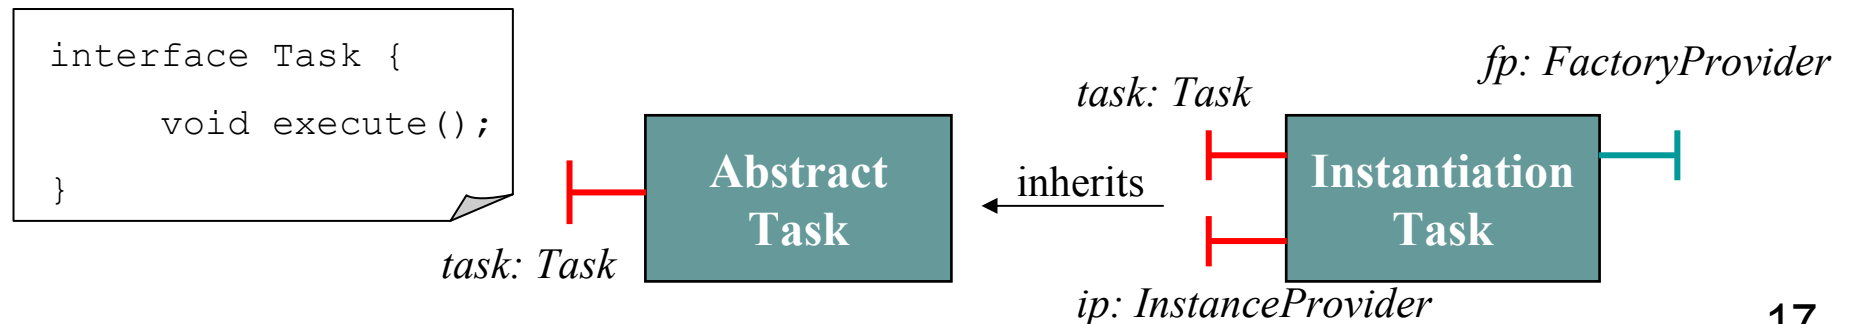 interface Task {
void execute();
}
task: Task
Abstract
Task
inherits
task: Task
fp: FactoryProvider
Instantiation
Task
ip: InstanceProvider
17